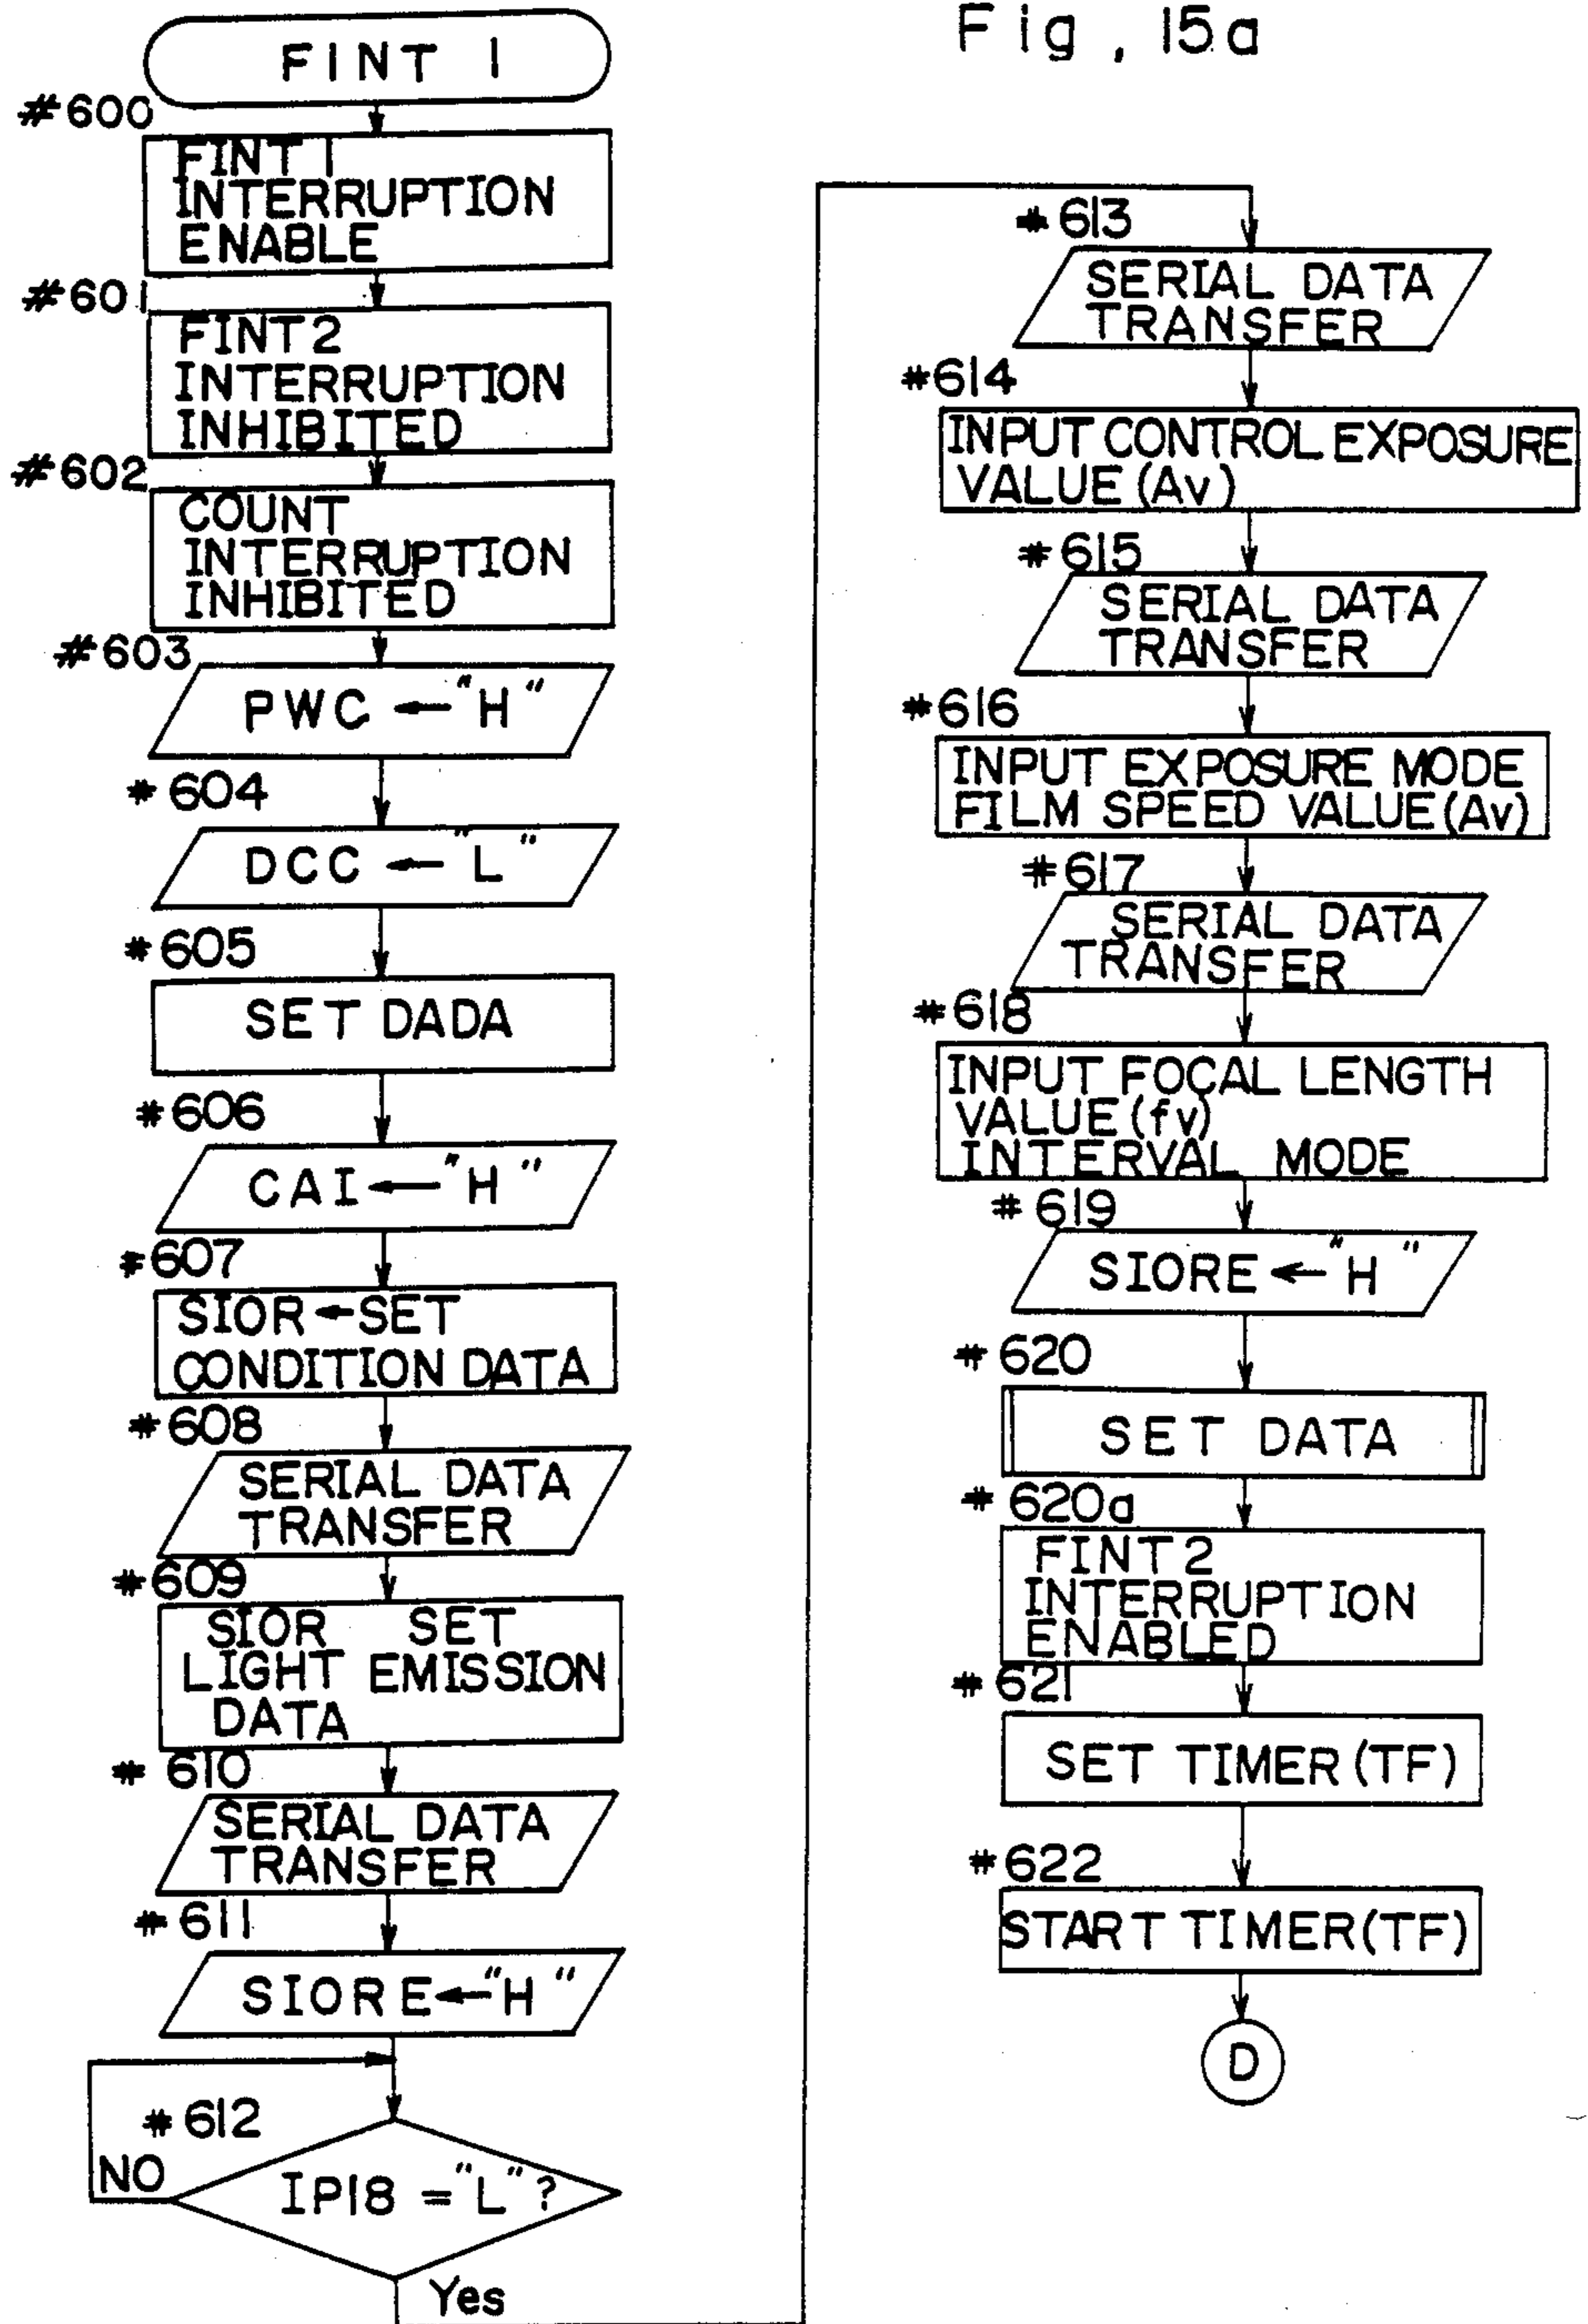 Fig, 15a
FINT 1
#600
FINT 1
INTERRUPTION
ENABLE
#601
FINT2
INTERRUPTION
INHIBITED
#602
COUNT
INTERRUPTION
INHIBITED
#603
PWC ← "H"
#604
DCC ← "L"
#605
SET DADA
#606
CAI ← "H"
#607
SIOR ← SET
CONDITION DATA
#608
SERIAL DATA
TRANSFER
#609
SIOR SET
LIGHT EMISSION
DATA
#610
SERIAL DATA
TRANSFER
#611
SIORE ← "H"
#612
NO
IP18 = "L" ?
Yes
#613
SERIAL DATA
TRANSFER
#614
INPUT CONTROL EXPOSURE
VALUE (Av)
#615
SERIAL DATA
TRANSFER
#616
INPUT EXPOSURE MODE
FILM SPEED VALUE (Av)
#617
SERIAL DATA
TRANSFER
#618
INPUT FOCAL LENGTH
VALUE (fv)
INTERVAL MODE
#619
SIORE ← "H"
#620
SET DATA
#620a
FINT 2
INTERRUPTION
ENABLED
#621
SET TIMER (TF)
#622
START TIMER (TF)
D